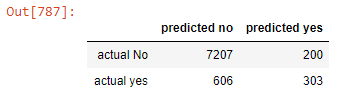 Out[787]:
predicted no predicted yes
actual No 7207 200
actual yes 606 303